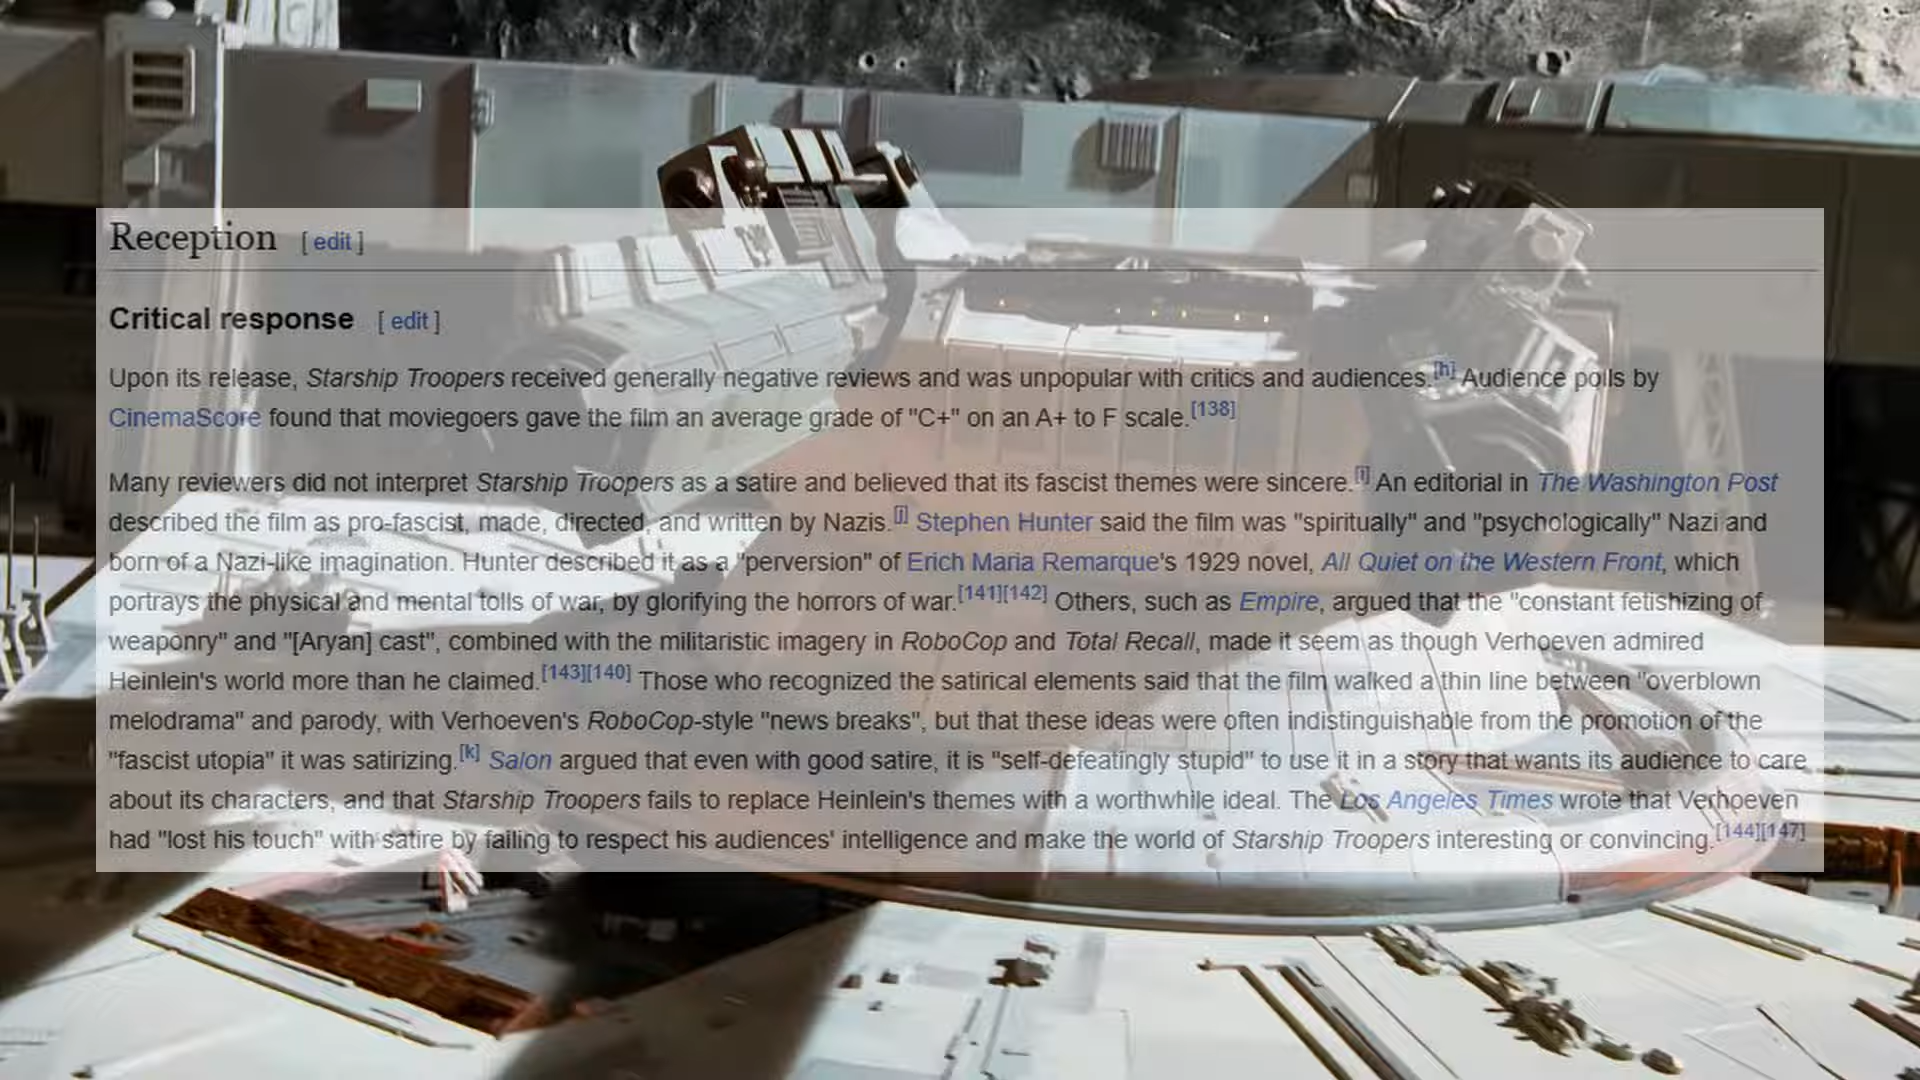 Reception [ edit ]
Critical response [ edit ]
Upon its release, Starship Troopers received generally negative reviews and was unpopular with critics and audiences.[h] Audience polls by
CinemaScore found that moviegoers gave the film an average grade of "C+" on an A+ to F scale.[138]
Many reviewers did not interpret Starship Troopers as a satire and believed that its fascist themes were sincere.[i] An editorial in The Washington Post
described the film as pro-fascist, made, directed, and written by Nazis.[j] Stephen Hunter said the film was "spiritually" and "psychologically" Nazi and
born of a Nazi-like imagination. Hunter described it as a "perversion" of Erich Maria Remarque's 1929 novel, All Quiet on the Western Front, which
portrays the physical and mental tolls of war, by glorifying the horrors of war.[141][142] Others, such as Empire, argued that the "constant fetishizing of
weaponry" and "[Aryan] cast", combined with the militaristic imagery in RoboCop and Total Recall, made it seem as though Verhoeven admired
Heinlein's world more than he claimed.[143][140] Those who recognized the satirical elements said that the film walked a thin line between "overblown
melodrama" and parody, with Verhoeven's RoboCop-style "news breaks", but that these ideas were often indistinguishable from the promotion of the
"fascist utopia" it was satirizing.[k] Salon argued that even with good satire, it is "self-defeatingly stupid" to use it in a story that wants its audience to care
about its characters, and that Starship Troopers fails to replace Heinlein's themes with a worthwhile ideal. The Los Angeles Times wrote that Verhoeven
had "lost his touch" with satire by failing to respect his audiences' intelligence and make the world of Starship Troopers interesting or convincing.[144][147]